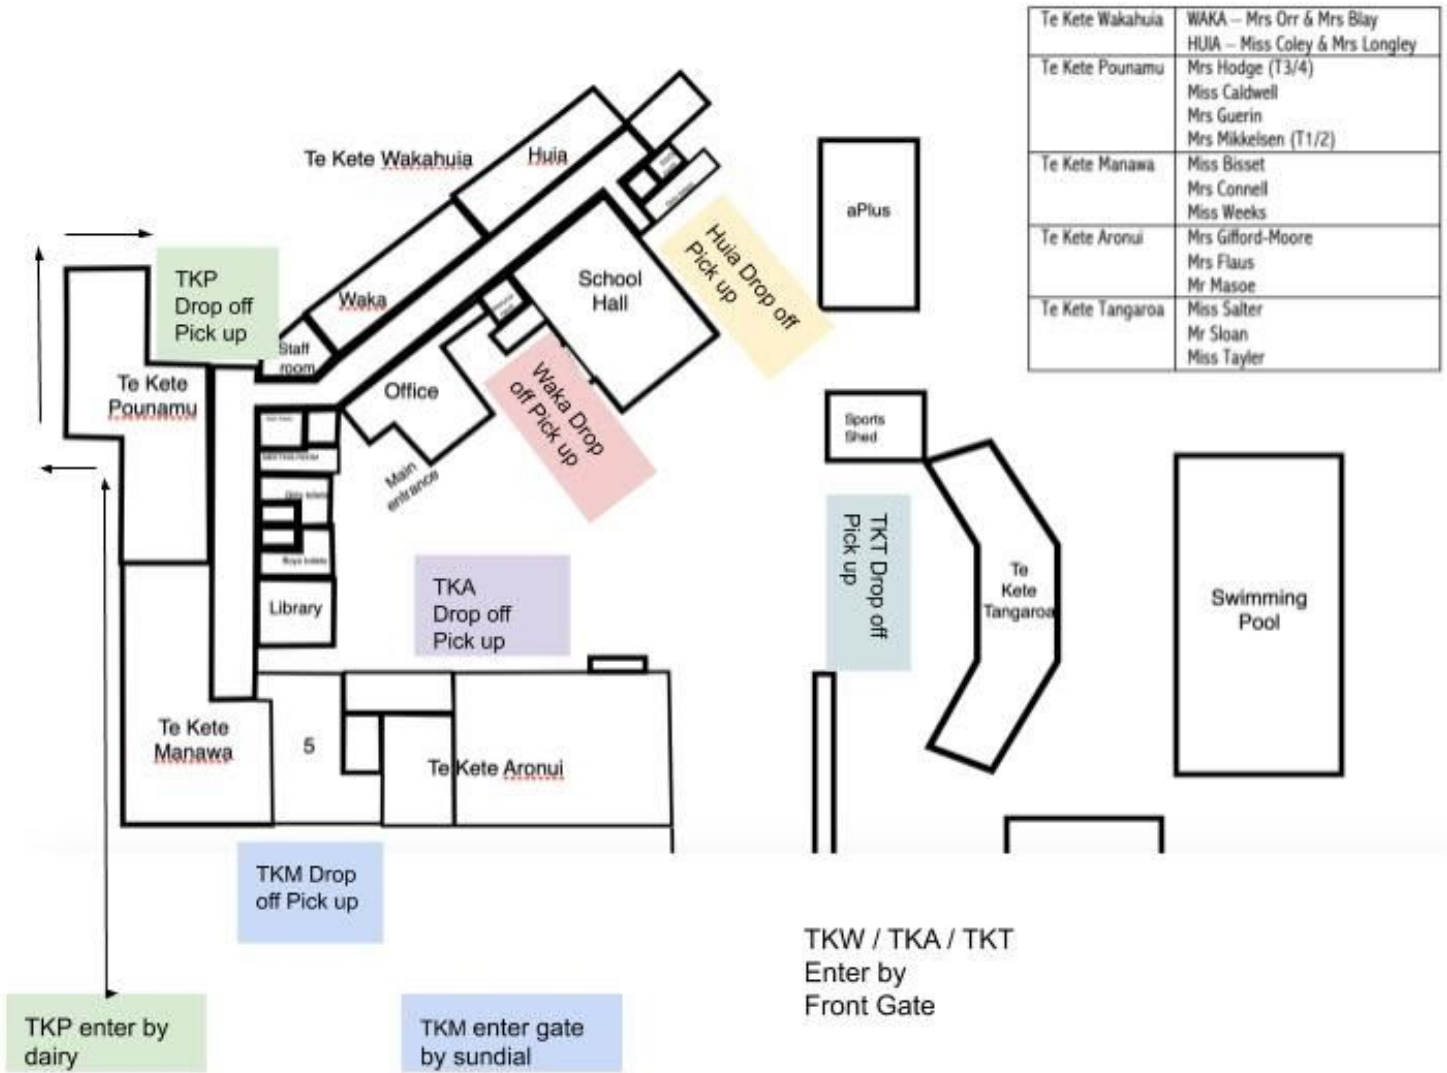 Te Kete Wakahuia
WAKA – Mrs Orr & Mrs Blay
HUIA – Miss Coley & Mrs Longley
Te Kete Pounamu
Mrs Hodge (T3/4)
Miss Caldwell
Mrs Guerin
Mrs Mikkelsen (T1/2)
Te Kete Manawa
Miss Bisset
Mrs Connell
Miss Weeks
Te Kete Aronui
Mrs Gifford-Moore
Mrs Flaus
Mr Masoe
Te Kete Tangaroa
Miss Salter
Mr Sloan
Miss Tayler
Te Kete Wakahuia
Huia
aPlus
Huia Drop off
Pick up
TKP
Drop off
Pick up
School
Hall
Waka
Staff
room
Te Kete
Pounamu
Office
Waka Drop
off Pick up
Main
entrance
Sports
Shed
Girls toilets
Boys toilets
TKT Drop off
Pick up
Te
Kete
Tangaroa
Swimming
Pool
TKA
Drop off
Pick up
Library
Te Kete
Manawa
5
Te Kete Aronui
TKM Drop
off Pick up
TKW / TKA / TKT
Enter by
Front Gate
TKP enter by
dairy
TKM enter gate
by sundial